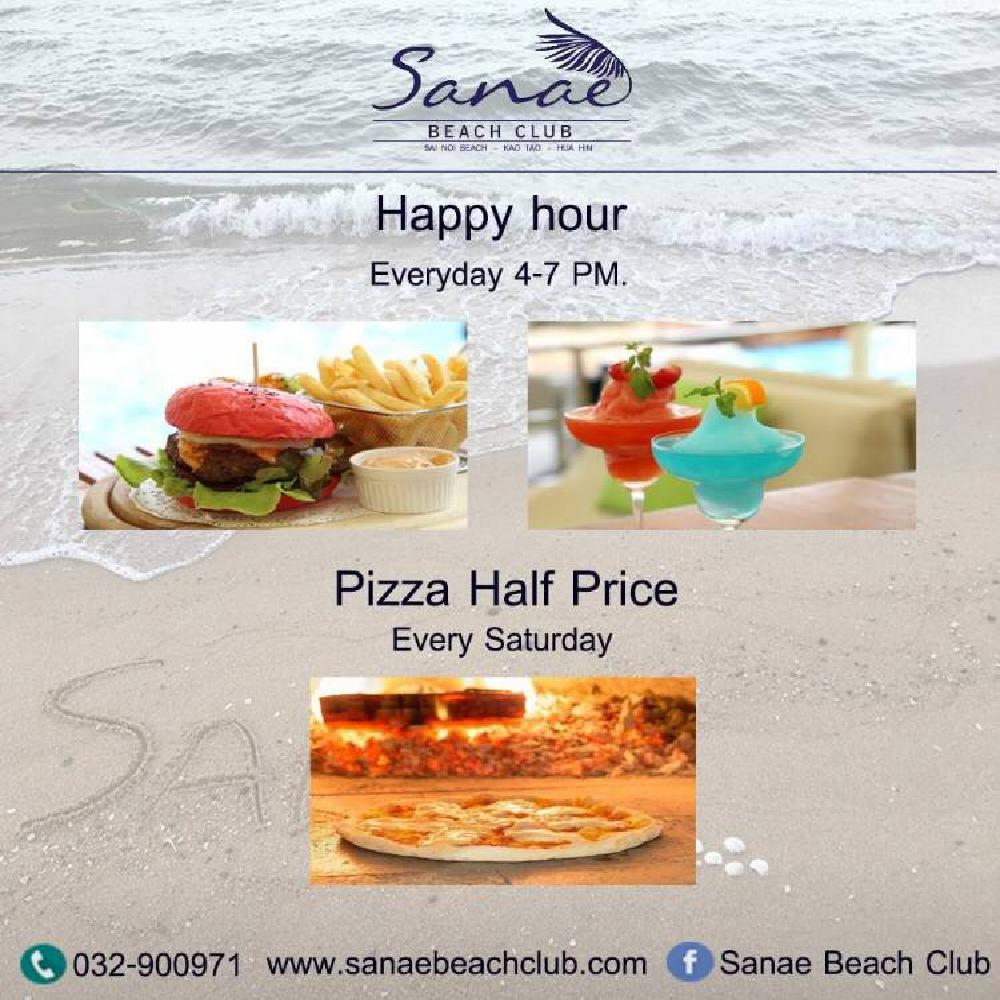 Sanae
BEACH CLUB
SAI NOI BEACH - KAO TAO - HUA HIN
Happy hour
Everyday 4-7 PM.
Pizza Half Price
Every Saturday
SA
032-900971 www.sanaebeachclub.com Sanae Beach Club